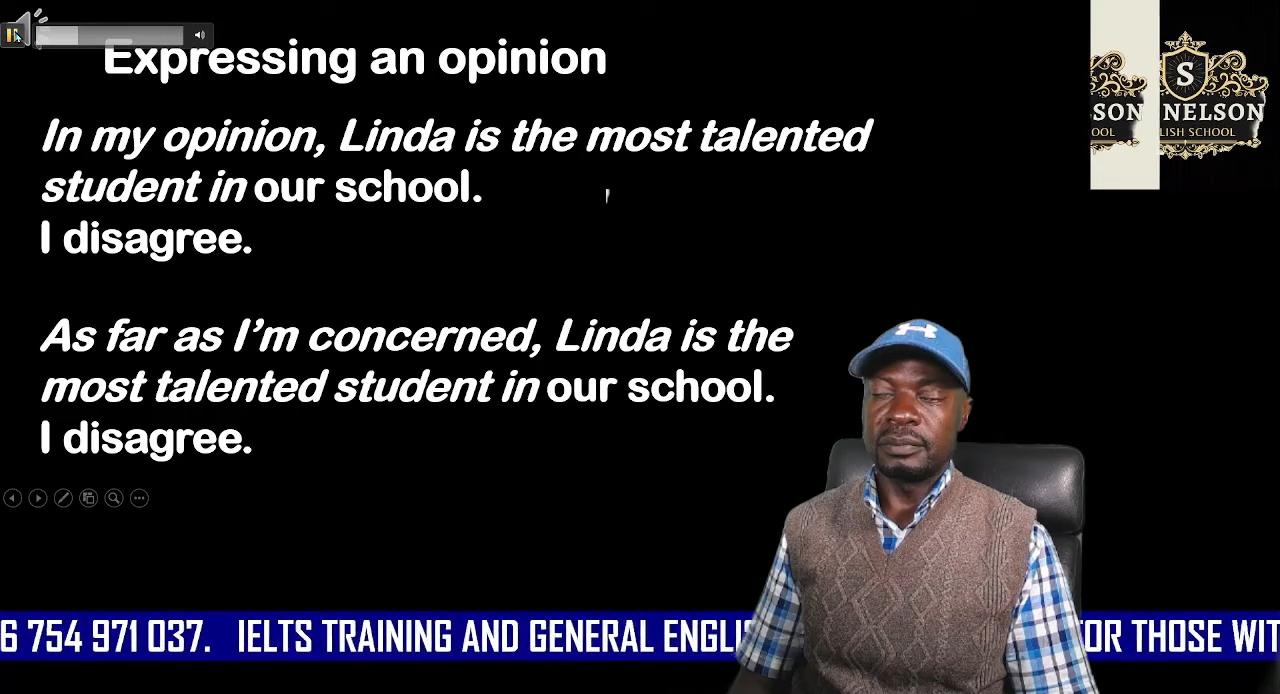 Expressing an opinion
In my opinion, Linda is the most talented
student in our school.
I disagree.
As far as I'm concerned, Linda is the
most talented student in our school.
I disagree.
S
SON NELSON
OOL LISH SCHOOL
6 754 971 037. IELTS TRAINING AND GENERAL ENGLI OR THOSE WIT